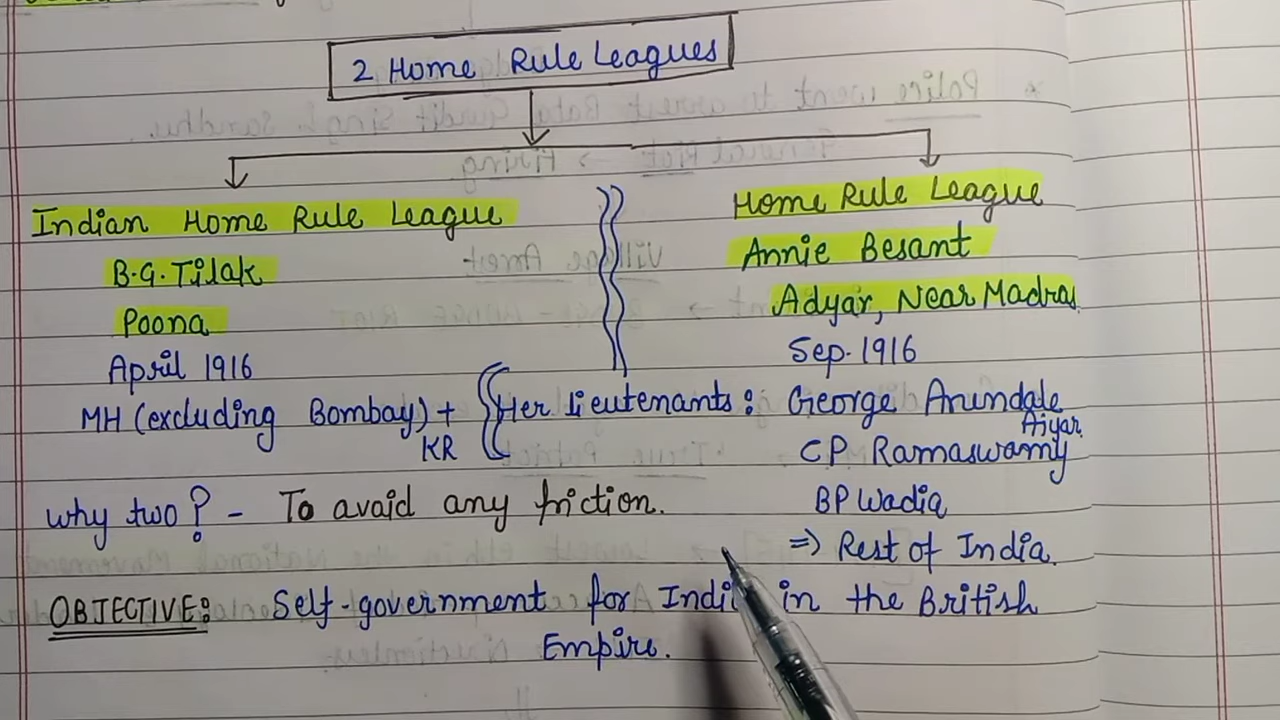 2 Home Rule Leagues
Indian Home Rule League
B.G. Tilak
Poona
April 1916
MH (excluding Bombay) +
KR
Home Rule League
Annie Besant
Adyar, Near Madras
Sep. 1916
Her lieutenants: George Arundale
CP Ramaswamy Aiyar
BP Wadia
=> Rest of India.
why two? - To avoid any friction.
OBJECTIVE: Self-government for India in the British
Empire.